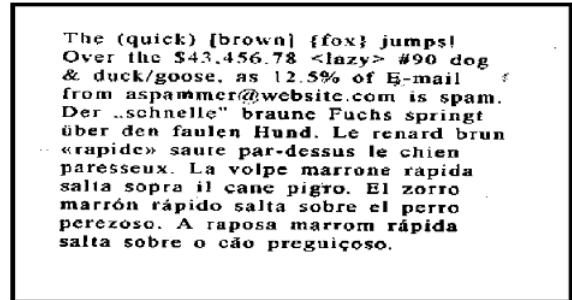 The (quick) [brown] {fox} jumps!
Over the $43,456.78 <lazy> #90 dog
& duck/goose, as 12.5% of E-mail
from aspammer@website.com is spam.
Der „schnelle" braune Fuchs springt
über den faulen Hund. Le renard brun
«rapide» saute par-dessus le chien
paresseux. La volpe marrone rapida
salta sopra il cane pigro. El zorro
marrón rápido salta sobre el perro
perezoso. A raposa marrom rápida
salta sobre o cão preguiçoso.